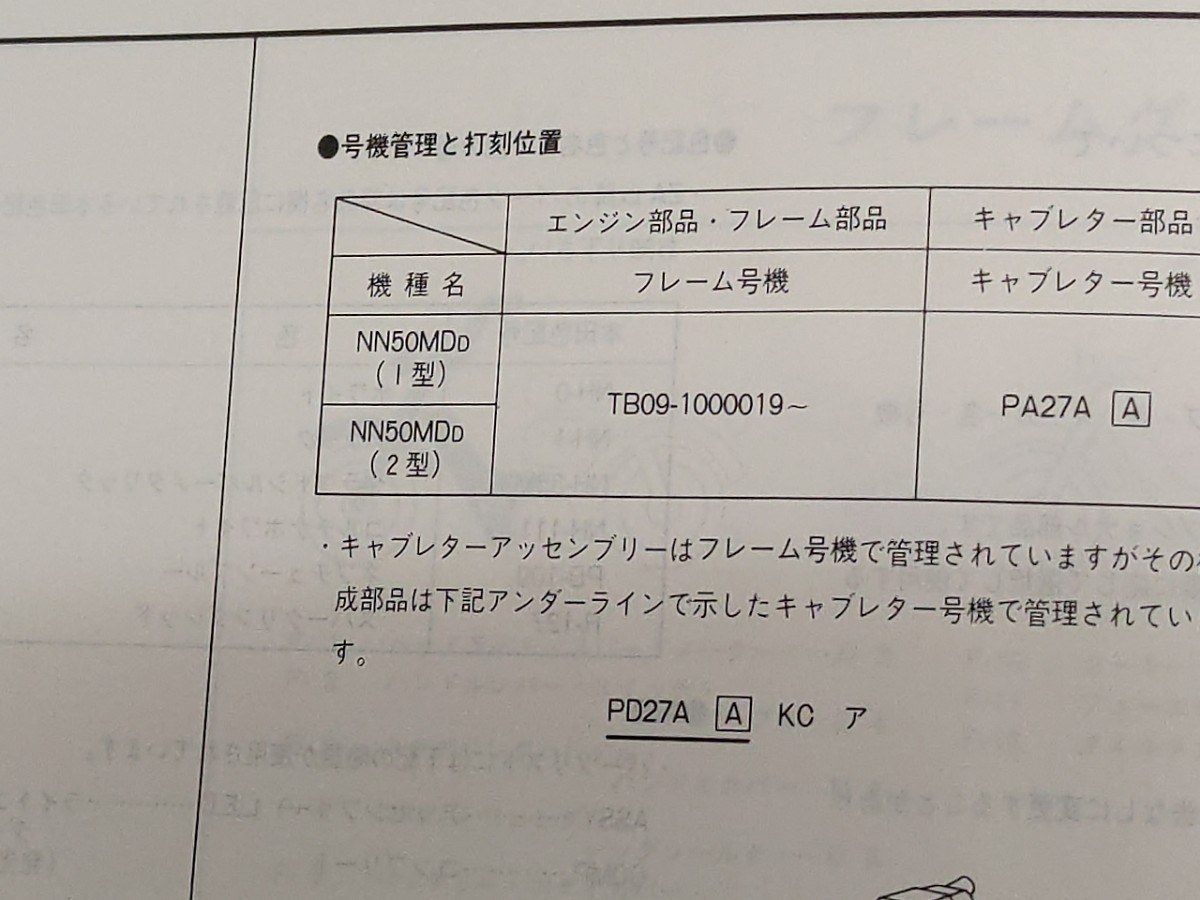 ●号機管理と打刻位置
エンジン部品・フレーム部品
キャブレター部品
機種名
フレーム号機
キャブレター号機
NN50MDD
(1型)
TB09-1000019~
PA27A A
NN50MDD
(2型)
・キャブレターアッセンブリーはフレーム号機で管理されていますがその
成部品は下記アンダーラインで示したキャブレター号機で管理されてい
す。
PD27A A KC ア